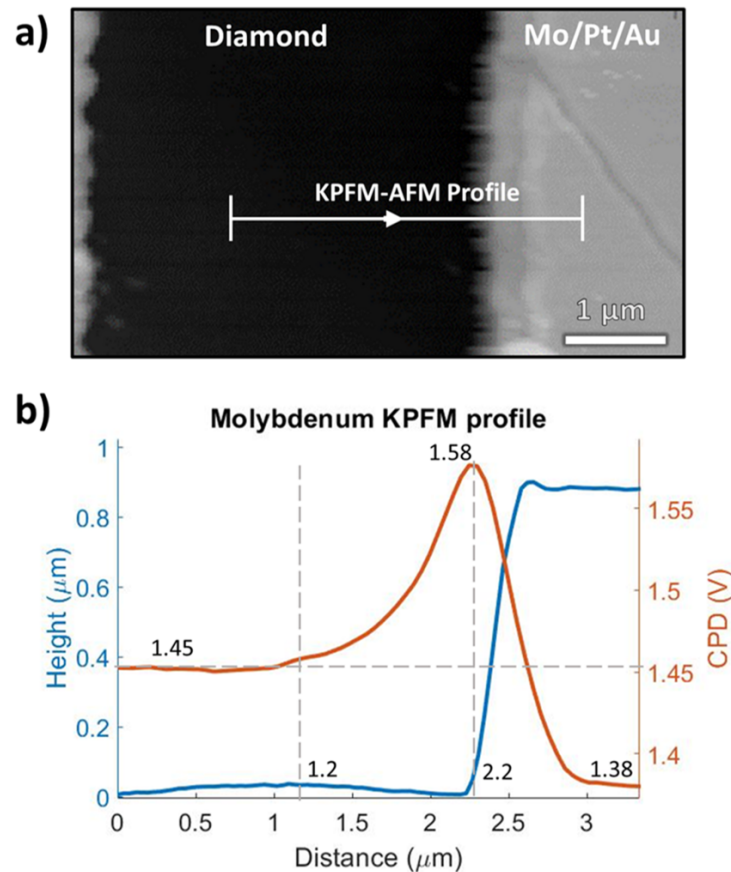 a)
Diamond
Mo/Pt/Au
KPFM-AFM Profile
1 μm
b)
Molybdenum KPFM profile
Height (μm)
1
0.8
0.6
0.4
0.2
0
1.58
1.45
1.2
2.2
1.38
1.55
1.5
1.45
1.4
CPD (V)
0 0.5 1 1.5 2 2.5 3
Distance (μm)